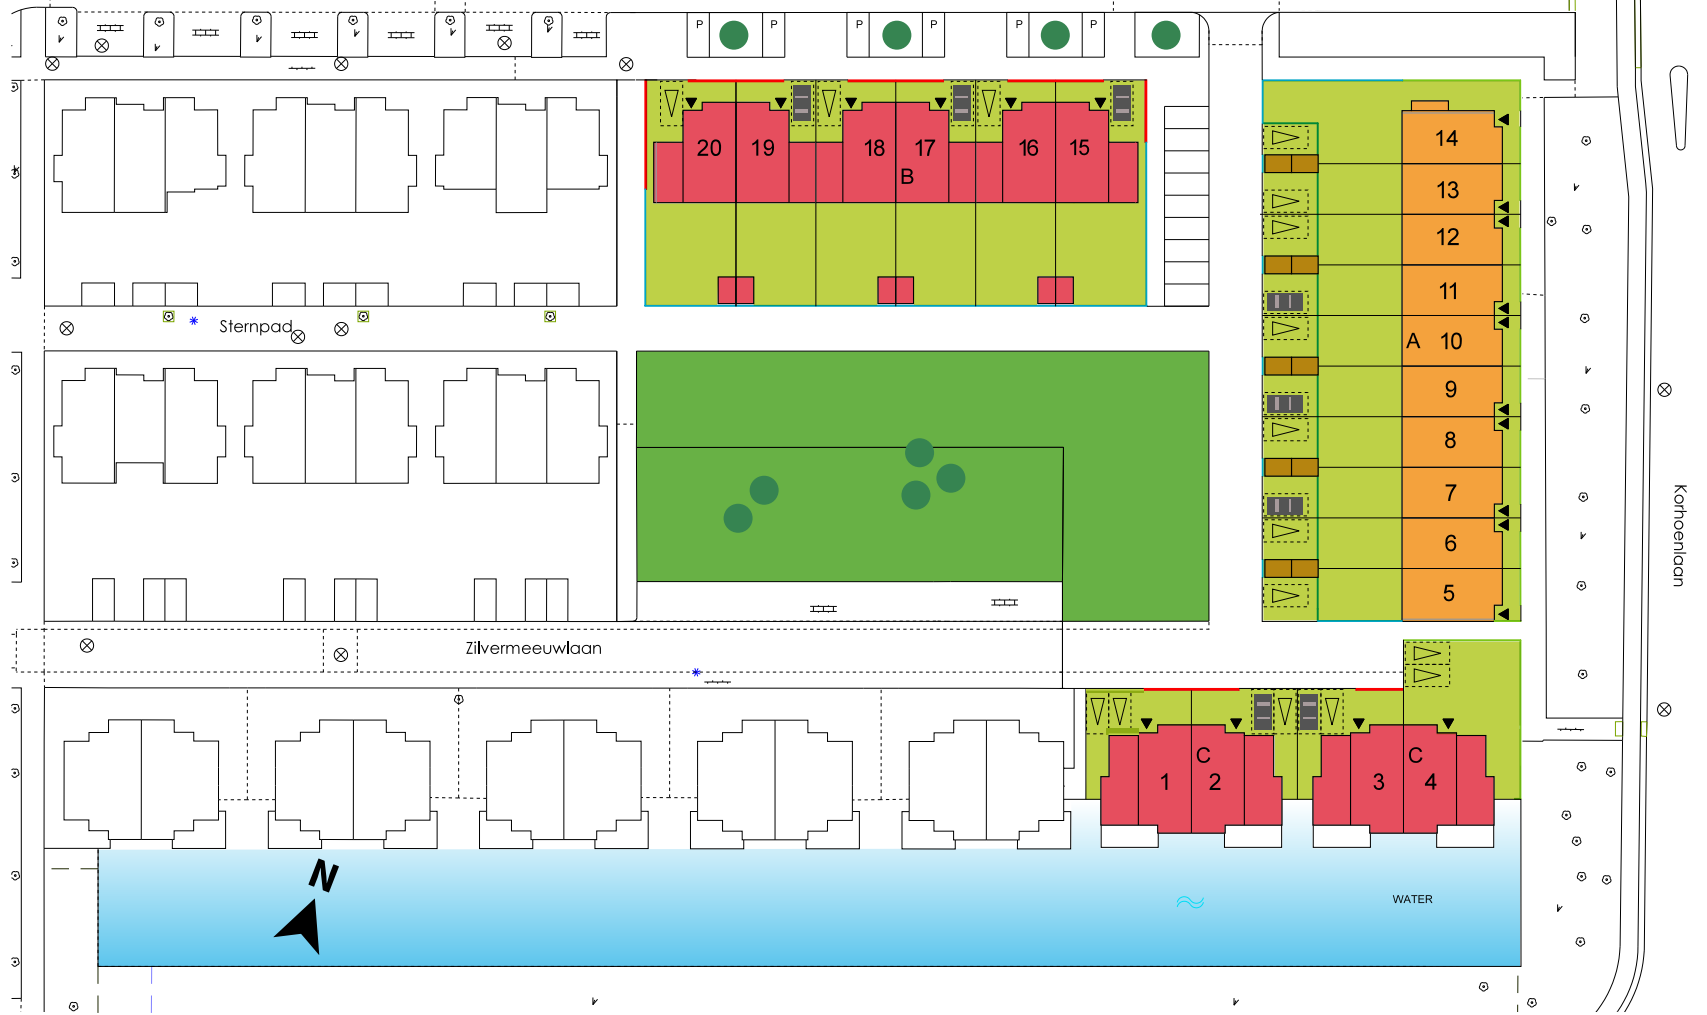 P P P P P P
20 19 18 17 16 15
B
14
13
12
11
A 10
9
8
7
6
5
Sternpad
Korhoenlaan
Zilvermeeuwlaan
C C
1 2 3 4
N
WATER